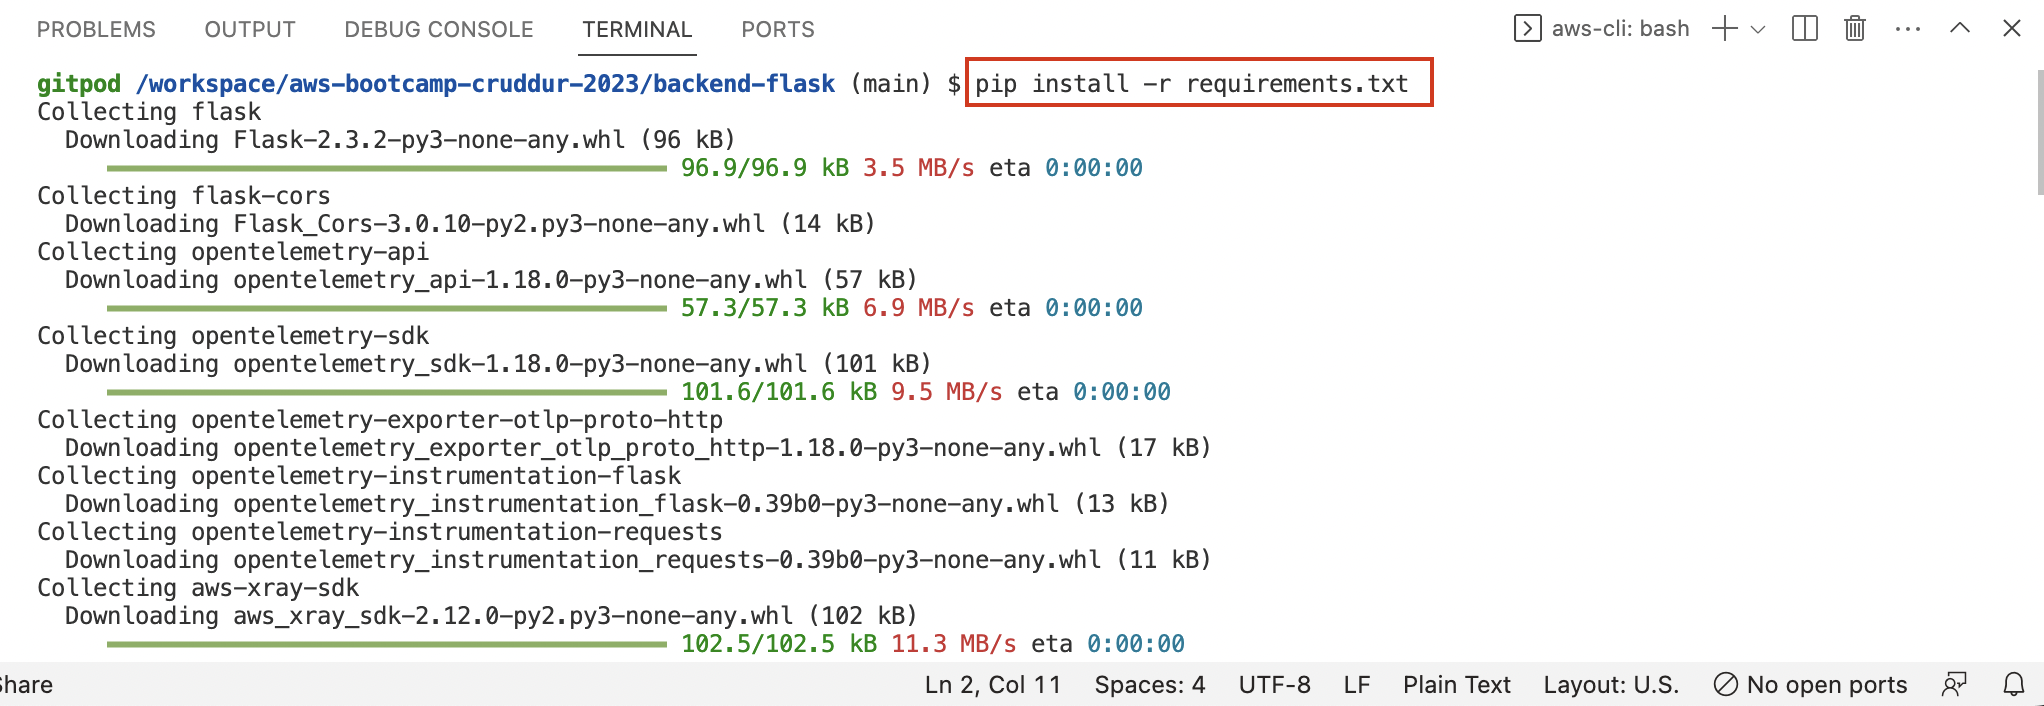 PROBLEMS OUTPUT DEBUG CONSOLE TERMINAL PORTS aws-cli: bash
gitpod /workspace/aws-bootcamp-cruddur-2023/backend-flask (main) $ pip install -r requirements.txt
Collecting flask
Downloading Flask-2.3.2-py3-none-any.whl (96 kB)
96.9/96.9 kB 3.5 MB/s eta 0:00:00
Collecting flask-cors
Downloading Flask_Cors-3.0.10-py2.py3-none-any.whl (14 kB)
Collecting opentelemetry-api
Downloading opentelemetry_api-1.18.0-py3-none-any.whl (57 kB)
57.3/57.3 kB 6.9 MB/s eta 0:00:00
Collecting opentelemetry-sdk
Downloading opentelemetry_sdk-1.18.0-py3-none-any.whl (101 kB)
101.6/101.6 kB 9.5 MB/s eta 0:00:00
Collecting opentelemetry-exporter-otlp-proto-http
Downloading opentelemetry_exporter_otlp_proto_http-1.18.0-py3-none-any.whl (17 kB)
Collecting opentelemetry-instrumentation-flask
Downloading opentelemetry_instrumentation_flask-0.39b0-py3-none-any.whl (13 kB)
Collecting opentelemetry-instrumentation-requests
Downloading opentelemetry_instrumentation_requests-0.39b0-py3-none-any.whl (11 kB)
Collecting aws-xray-sdk
Downloading aws_xray_sdk-2.12.0-py2.py3-none-any.whl (102 kB)
102.5/102.5 kB 11.3 MB/s eta 0:00:00
Share Ln 2, Col 11 Spaces: 4 UTF-8 LF Plain Text Layout: U.S. No open ports